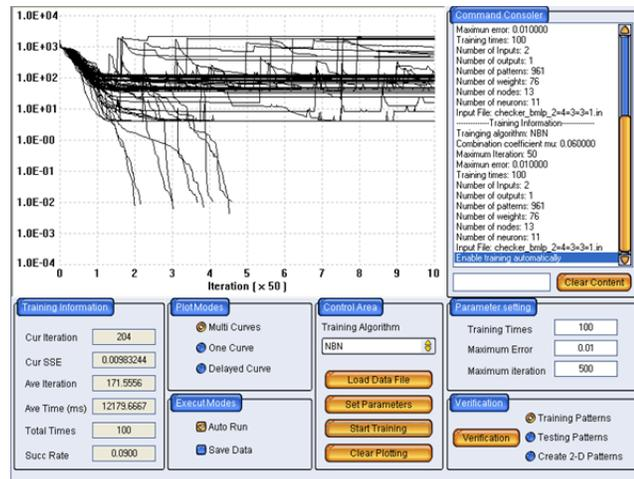 1.0E+04
1.0E+03
1.0E+02
1.0E+01
1.0E-00
1.0E-01
1.0E-02
1.0E-03
1.0E-04
0 1 2 3 4 5 6 7 8 9 10
Iteration [ × 50 ]
Command Consoler
Maximun error: 0.010000
Training times: 100
Number of Inputs: 2
Number of outputs: 1
Number of patterns: 961
Number of weights: 76
Number of nodes: 13
Number of neurons: 11
Input File: checker_bmlp_2=4=3=3=1.in
------------Training Information------------
Trainging algorithm: NBN
Combination coefficient mu: 0.060000
Maximum Iteration: 50
Maximun error: 0.010000
Training times: 100
Number of Inputs: 2
Number of outputs: 1
Number of patterns: 961
Number of weights: 76
Number of nodes: 13
Number of neurons: 11
Input File: checker_bmlp_2=4=3=3=1.in
Enable training automatically
Clear Content
Training Information
Cur Iteration 204
Cur SSE 0.00983244
Ave Iteration 171.5556
Ave Time (ms) 12179.6667
Total Times 100
Succ Rate 0.0900
Plot Modes
Multi Curves
One Curve
Delayed Curve
Execut Modes
Auto Run
Save Data
Control Area
Training Algorithm
NBN
Load Data File
Set Parameters
Start Training
Clear Plotting
Parameter setting
Training Times 100
Maximum Error 0.01
Maximum iteration 500
Verification
Verification
Training Patterns
Testing Patterns
Create 2-D Patterns